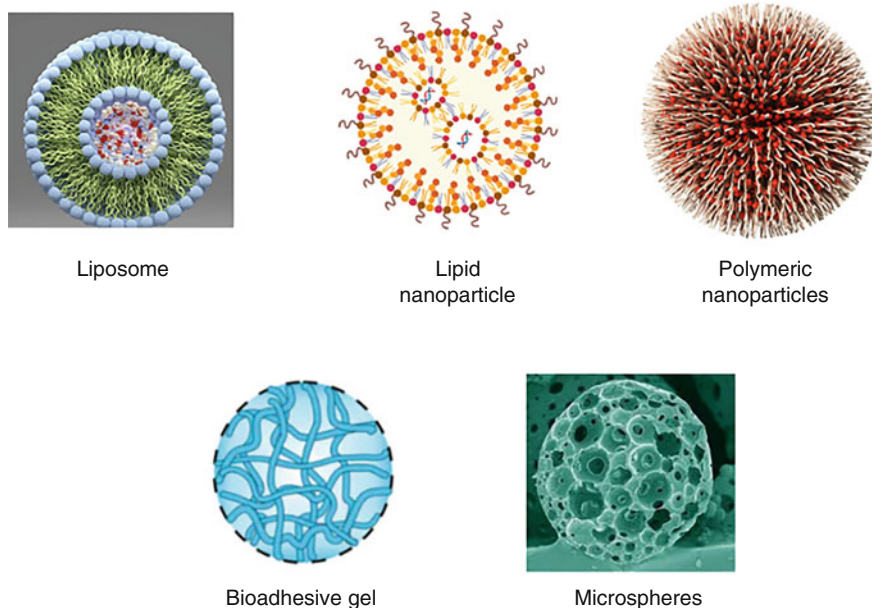 Liposome
Lipid
nanoparticle
Polymeric
nanoparticles
Bioadhesive gel
Microspheres